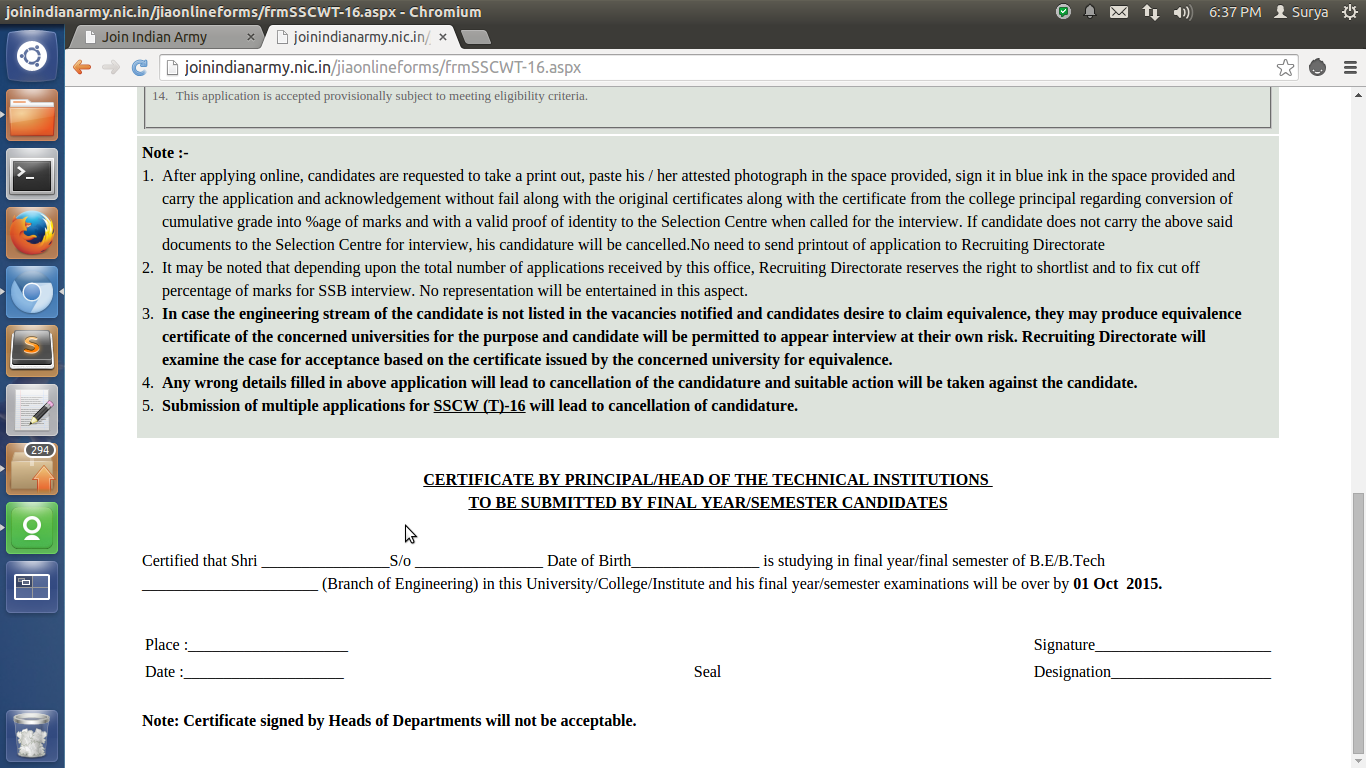 joinindianarmy.nic.in/jiaonlineforms/frmSSCWT-16.aspx - Chromium
6:37 PM Surya
Join Indian Army × joinindianarmy.nic.in/ ×
joinindianarmy.nic.in/jiaonlineforms/frmSSCWT-16.aspx
14. This application is accepted provisionally subject to meeting eligibility criteria.
Note :-
1. After applying online, candidates are requested to take a print out, paste his / her attested photograph in the space provided, sign it in blue ink in the space provided and
carry the application and acknowledgement without fail along with the original certificates along with the certificate from the college principal regarding conversion of
cumulative grade into %age of marks and with a valid proof of identity to the Selection Centre when called for the interview. If candidate does not carry the above said
documents to the Selection Centre for interview, his candidature will be cancelled.No need to send printout of application to Recruiting Directorate
2. It may be noted that depending upon the total number of applications received by this office, Recruiting Directorate reserves the right to shortlist and to fix cut off
percentage of marks for SSB interview. No representation will be entertained in this aspect.
3. In case the engineering stream of the candidate is not listed in the vacancies notified and candidates desire to claim equivalence, they may produce equivalence
certificate of the concerned universities for the purpose and candidate will be permitted to appear interview at their own risk. Recruiting Directorate will
examine the case for acceptance based on the certificate issued by the concerned university for equivalence.
4. Any wrong details filled in above application will lead to cancellation of the candidature and suitable action will be taken against the candidate.
5. Submission of multiple applications for SSCW (T)-16 will lead to cancellation of candidature.
294
CERTIFICATE BY PRINCIPAL/HEAD OF THE TECHNICAL INSTITUTIONS
TO BE SUBMITTED BY FINAL YEAR/SEMESTER CANDIDATES
Certified that Shri ________________S/o ________________ Date of Birth________________ is studying in final year/final semester of B.E/B.Tech
______________________ (Branch of Engineering) in this University/College/Institute and his final year/semester examinations will be over by 01 Oct 2015.
Place :____________________ Signature______________________
Date :____________________ Seal Designation____________________
Note: Certificate signed by Heads of Departments will not be acceptable.